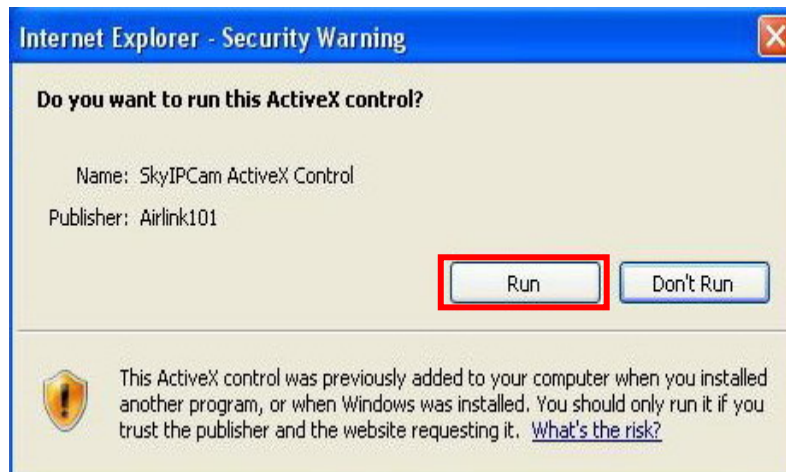 Internet Explorer - Security Warning
Do you want to run this ActiveX control?
Name: SkyIPCam ActiveX Control
Publisher: Airlink101
Run Don't Run
This ActiveX control was previously added to your computer when you installed
another program, or when Windows was installed. You should only run it if you
trust the publisher and the website requesting it. What's the risk?